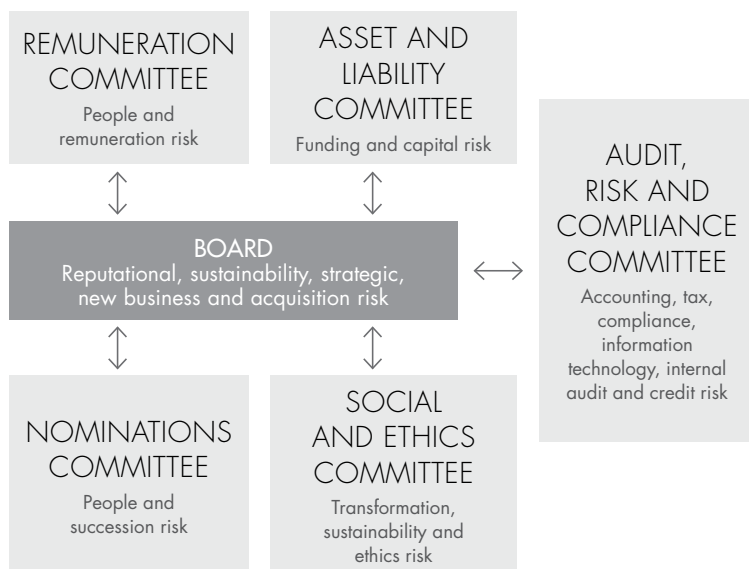 REMUNERATION
COMMITTEE
People and
remuneration risk
ASSET AND
LIABILITY
COMMITTEE
Funding and capital risk
AUDIT,
RISK AND
COMPLIANCE
COMMITTEE
Accounting, tax,
compliance,
information
technology, internal
audit and credit risk
BOARD
Reputational, sustainability, strategic,
new business and acquisition risk
NOMINATIONS
COMMITTEE
People and
succession risk
SOCIAL
AND ETHICS
COMMITTEE
Transformation,
sustainability and
ethics risk